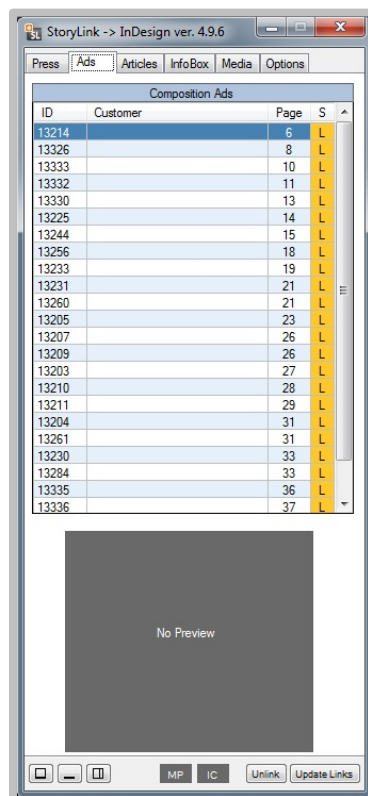 SL StoryLink -> InDesign ver. 4.9.6
Press Ads Articles InfoBox Media Options
Composition Ads
ID Customer Page S
13214 6 L
13326 8 L
13333 10 L
13332 11 L
13330 13 L
13225 14 L
13244 15 L
13256 18 L
13233 19 L
13231 21 L
13260 21 L
13205 23 L
13207 26 L
13209 26 L
13203 27 L
13210 28 L
13211 29 L
13204 31 L
13261 31 L
13230 33 L
13284 33 L
13335 36 L
13336 37 L
No Preview
MP IC Unlink Update Links